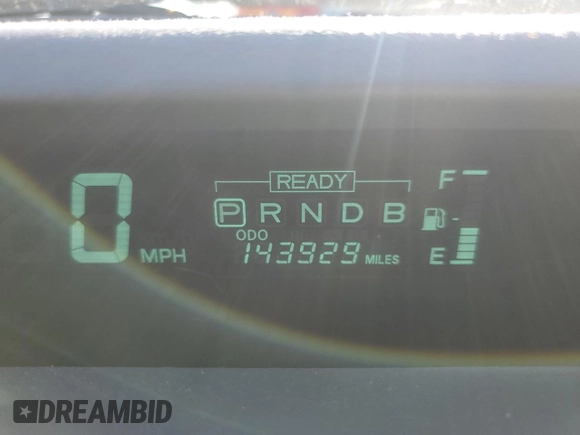 READY
F
P R N D B
ODO
0 MPH
143929 MILES
E
DREAMBID